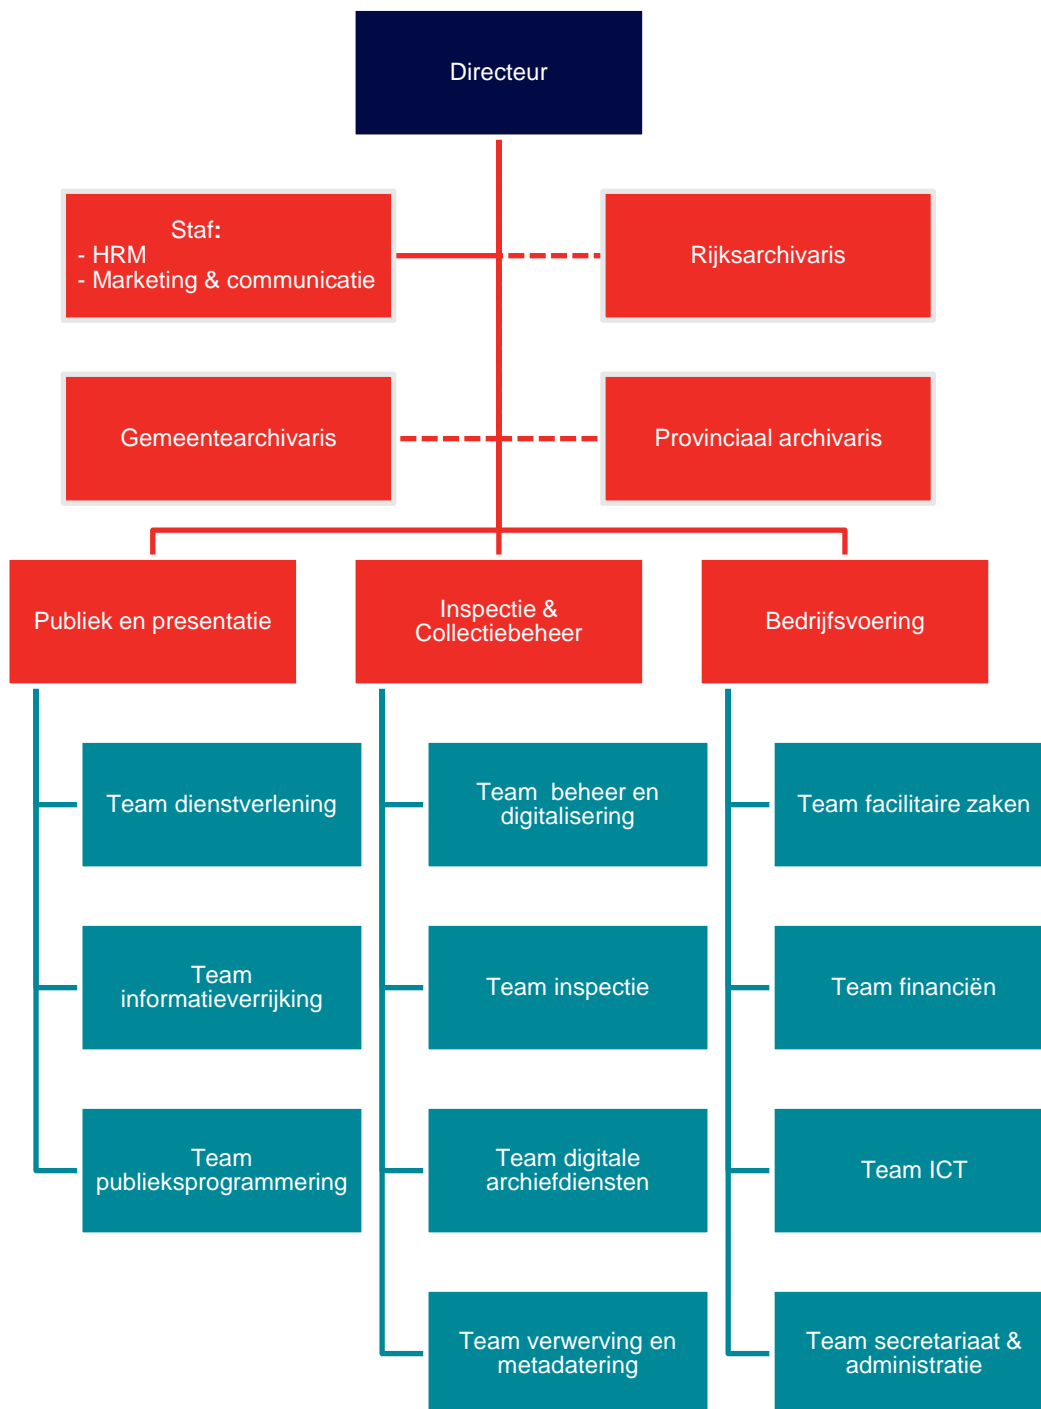 Directeur
Staf:
- HRM
- Marketing & communicatie
Rijksarchivaris
Gemeentearchivaris
Provinciaal archivaris
Publiek en presentatie
Inspectie &
Collectiebeheer
Bedrijfsvoering
Team dienstverlening
Team  beheer en
digitalisering
Team facilitaire zaken
Team
informatieverrijking
Team inspectie
Team financiën
Team
publieksprogrammering
Team digitale
archiefdiensten
Team ICT
Team verwerving en
metadatering
Team secretariaat &
administratie